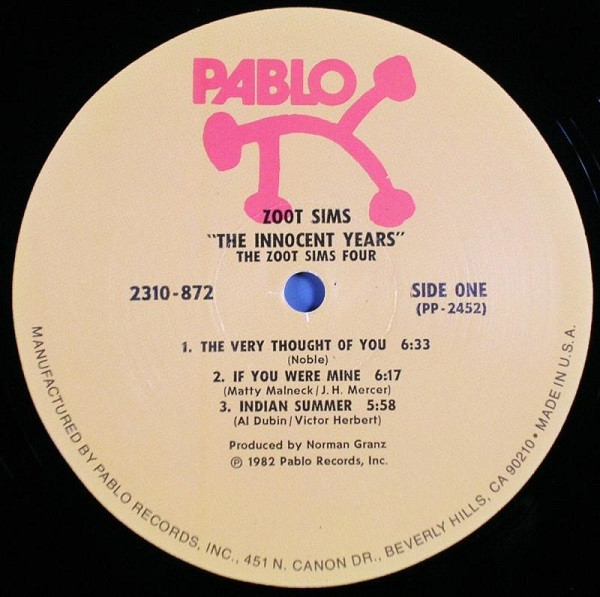 PABLO
ZOOT SIMS
"THE INNOCENT YEARS"
THE ZOOT SIMS FOUR
2310-872
SIDE ONE
(PP-2452)
1. THE VERY THOUGHT OF YOU 6:33
(Noble)
2. IF YOU WERE MINE 6:17
(Matty Malneck/J.H. Mercer)
3. INDIAN SUMMER 5:58
(Al Dubin/Victor Herbert)
Produced by Norman Granz
℗ 1982 Pablo Records, Inc.
MANUFACTURED BY PABLO RECORDS, INC., 451 N. CANON DR., BEVERLY HILLS, CA 90210 • MADE IN U.S.A.